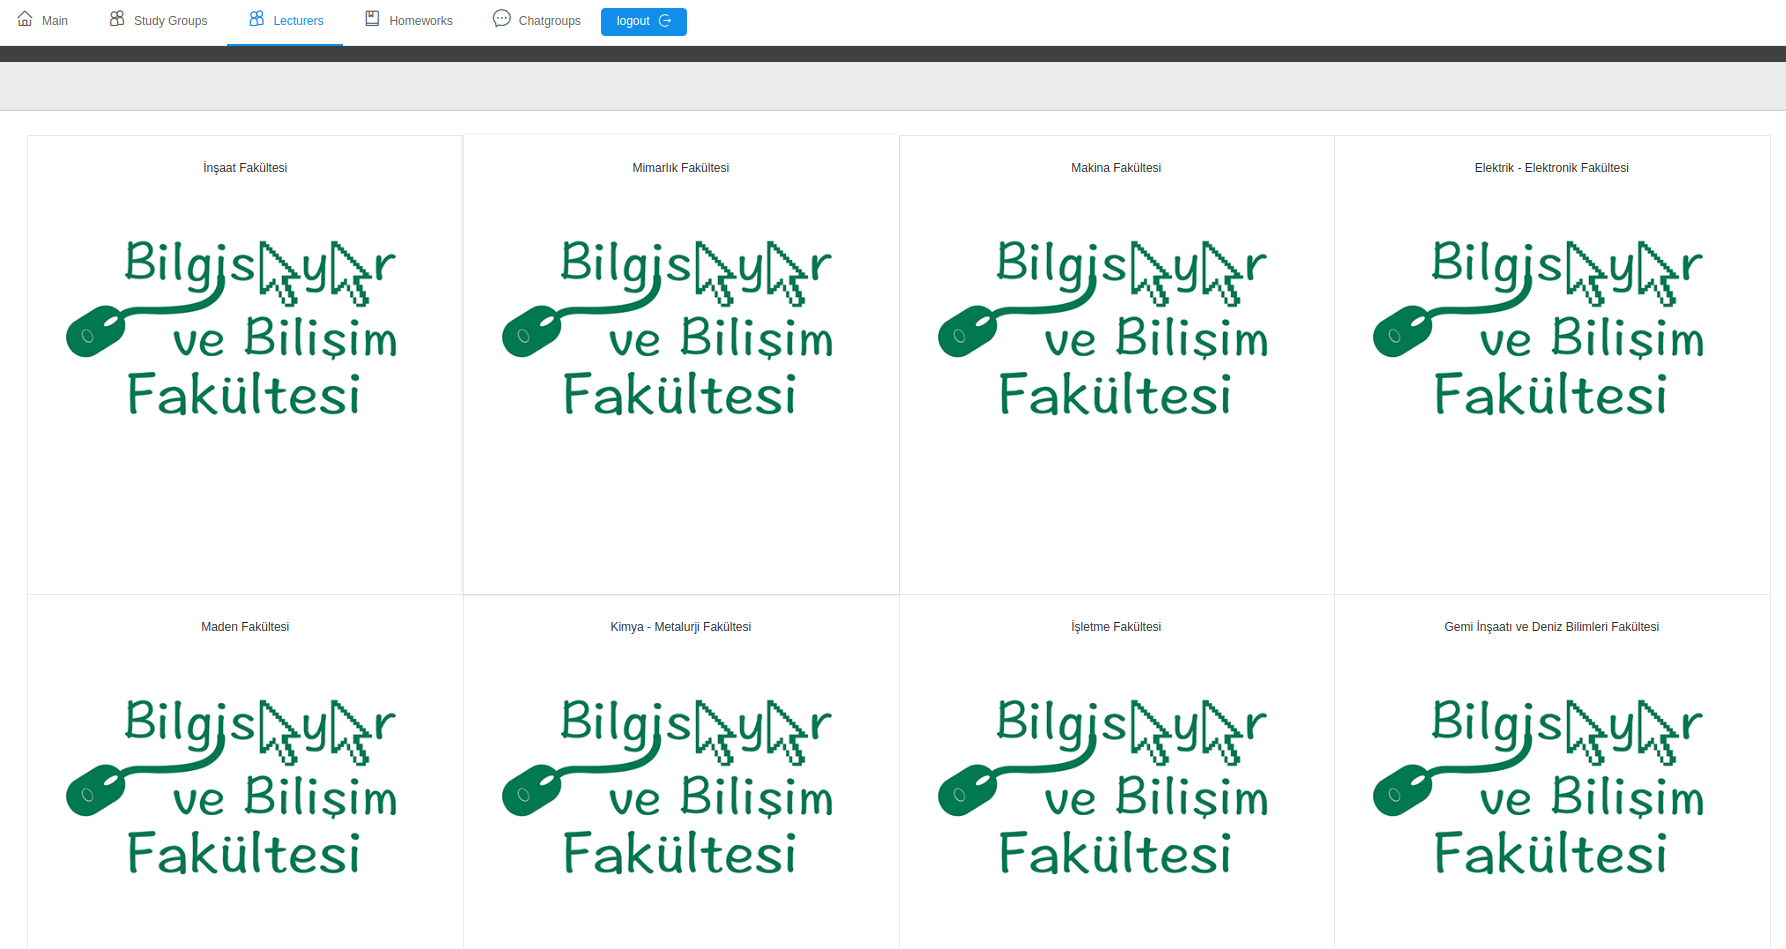 Main
Study Groups
Lecturers
Homeworks
Chatgroups
logout
İnşaat Fakültesi
Mimarlık Fakültesi
Makina Fakültesi
Elektrik - Elektronik Fakültesi
Bilgisayar
ve Bilişim
Fakültesi
Bilgisayar
ve Bilişim
Fakültesi
Bilgisayar
ve Bilişim
Fakültesi
Bilgisayar
ve Bilişim
Fakültesi
Maden Fakültesi
Kimya - Metalurji Fakültesi
İşletme Fakültesi
Gemi İnşaatı ve Deniz Bilimleri Fakültesi
Bilgisayar
ve Bilişim
Fakültesi
Bilgisayar
ve Bilişim
Fakültesi
Bilgisayar
ve Bilişim
Fakültesi
Bilgisayar
ve Bilişim
Fakültesi